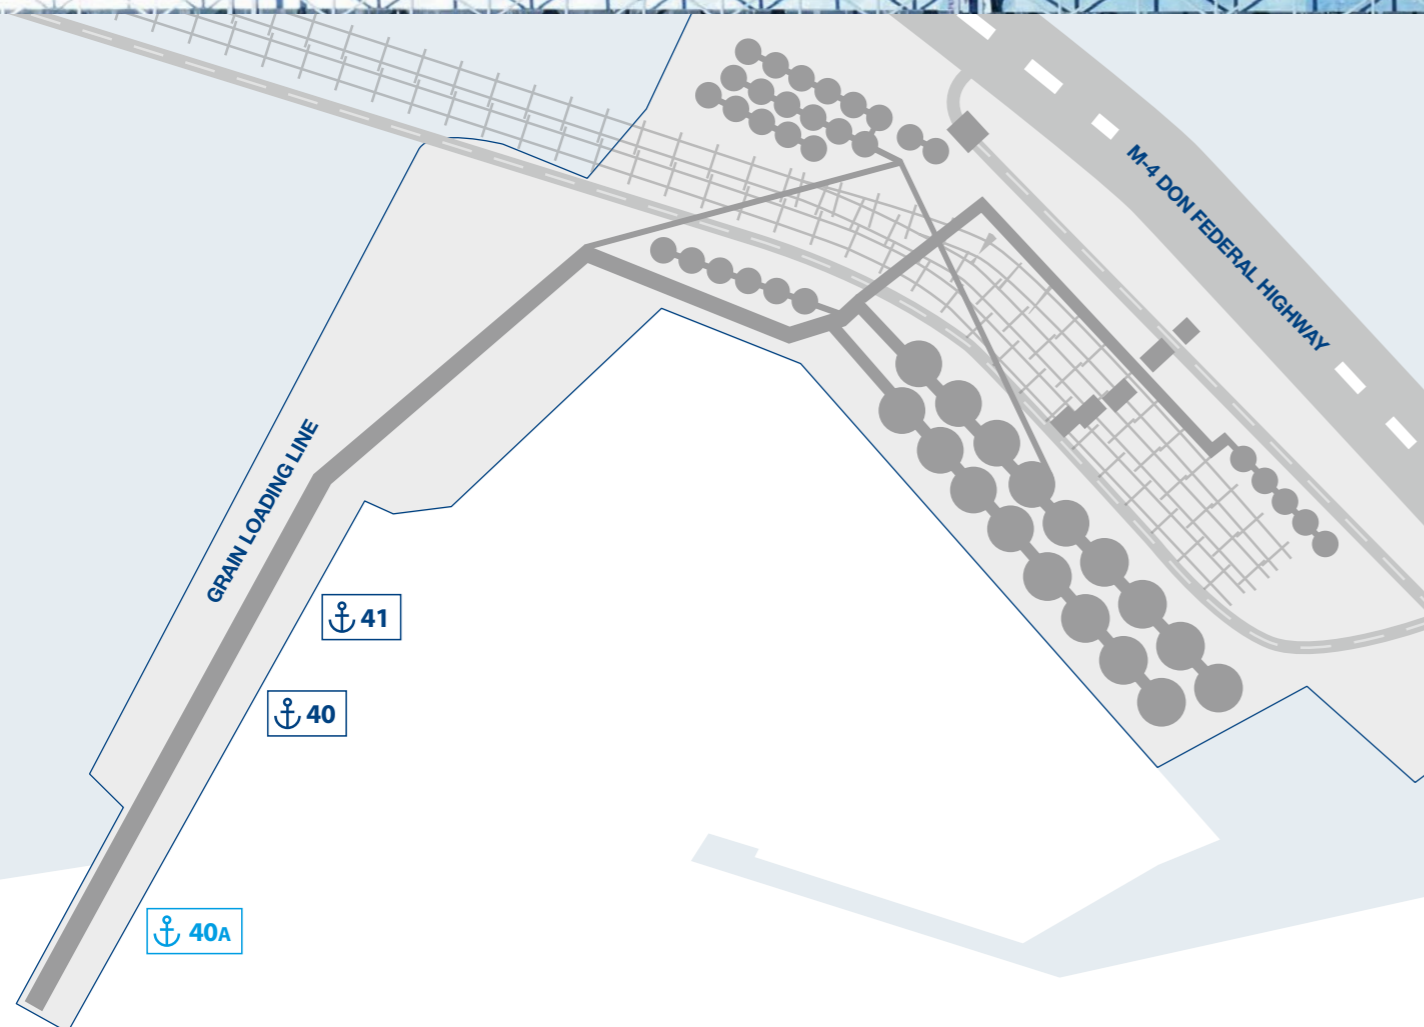 M-4 DON FEDERAL HIGHWAY
GRAIN LOADING LINE
41
40
40A